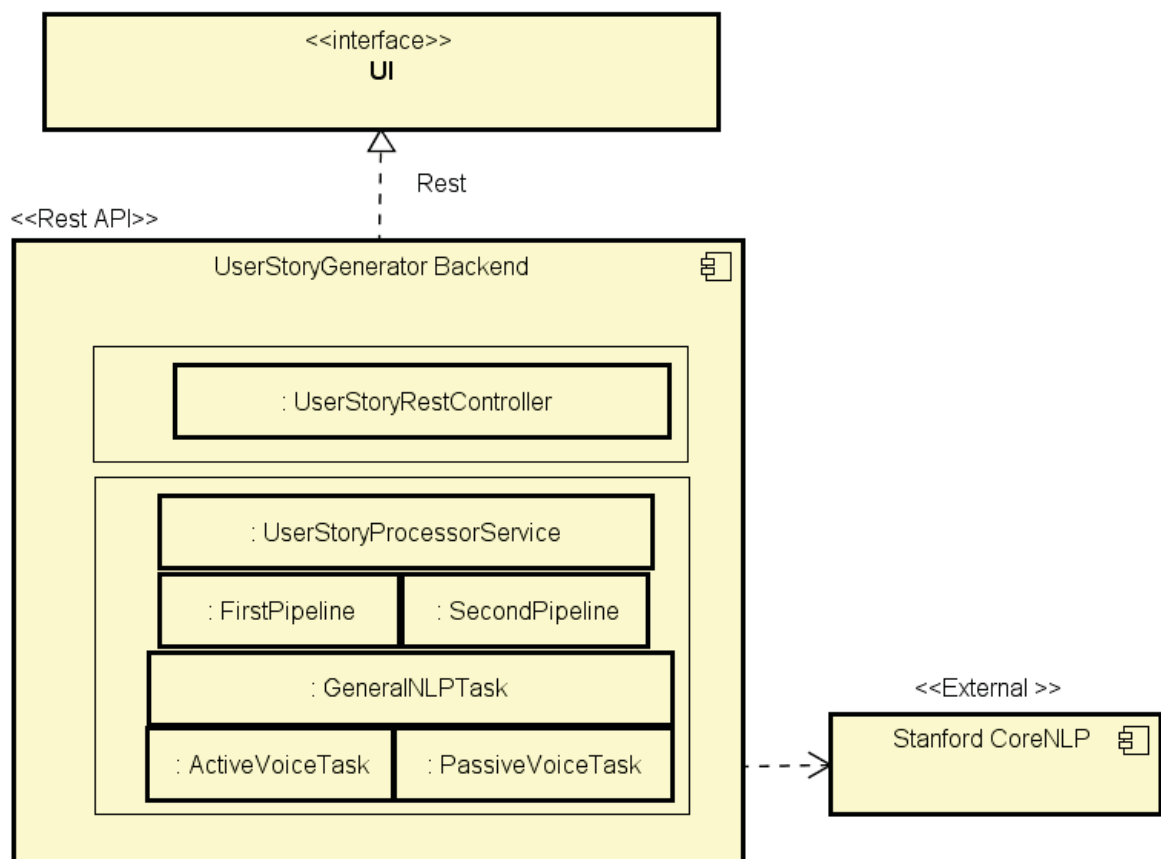 <<interface>>
UI
Rest
<<Rest API>>
UserStoryGenerator Backend
: UserStoryRestController
: UserStoryProcessorService
: FirstPipeline
: SecondPipeline
: GeneralNLPTask
: ActiveVoiceTask
: PassiveVoiceTask
<<External >>
Stanford CoreNLP